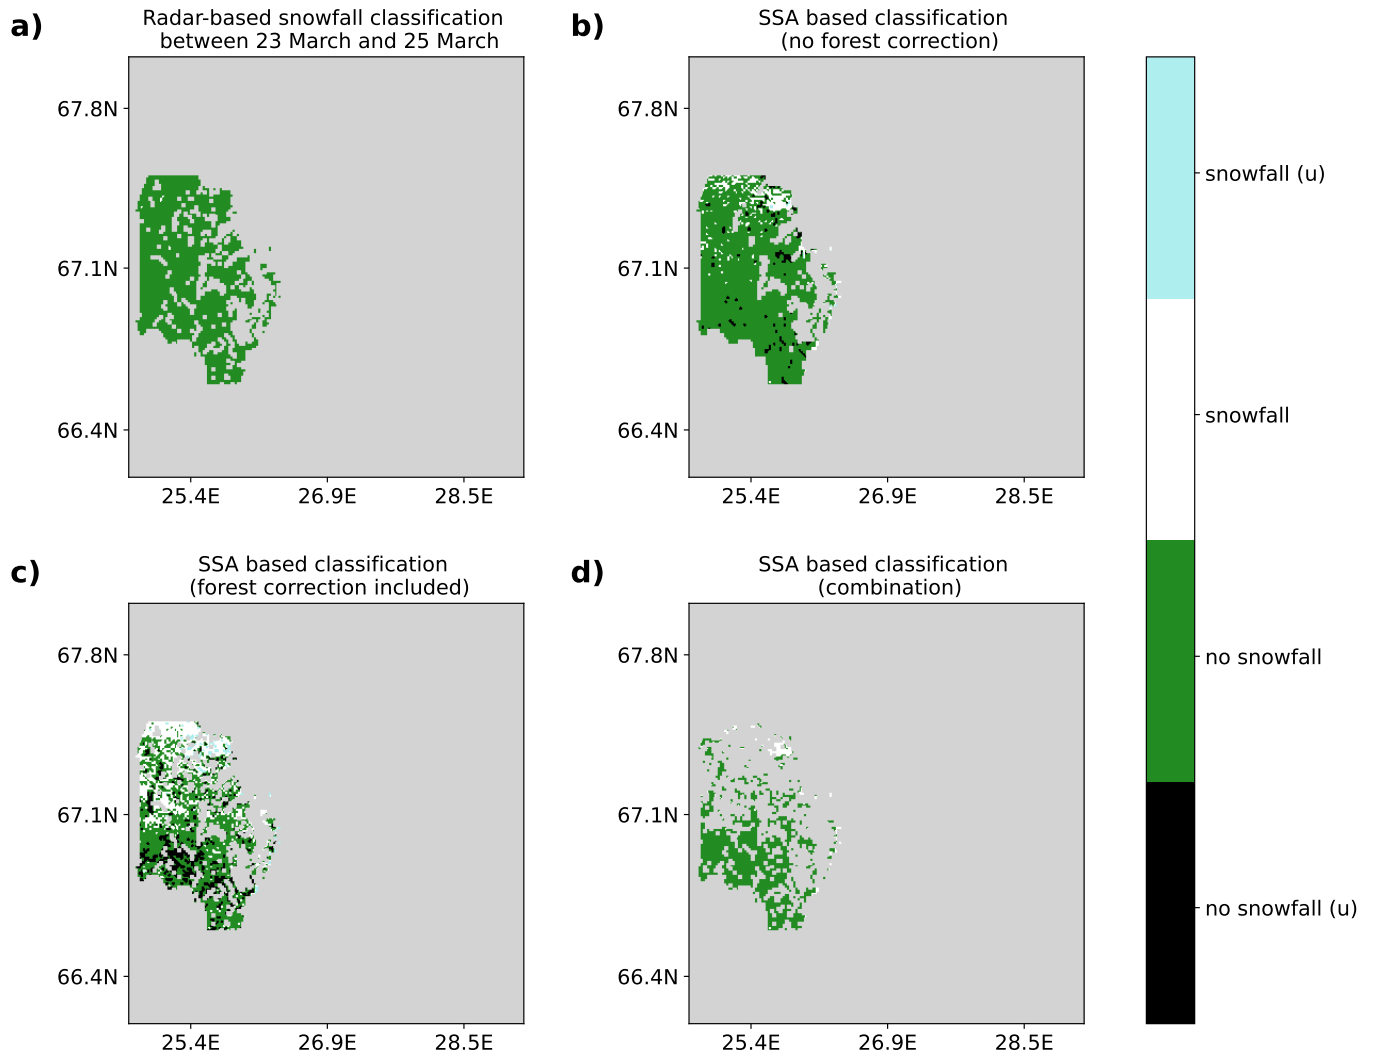 a)
Radar-based snowfall classification
between 23 March and 25 March
67.8N
67.1N
66.4N
25.4E
26.9E
28.5E
b)
SSA based classification
(no forest correction)
67.8N
67.1N
66.4N
25.4E
26.9E
28.5E
c)
SSA based classification
(forest correction included)
67.8N
67.1N
66.4N
25.4E
26.9E
28.5E
d)
SSA based classification
(combination)
67.8N
67.1N
66.4N
25.4E
26.9E
28.5E
snowfall (u)
snowfall
no snowfall
no snowfall (u)